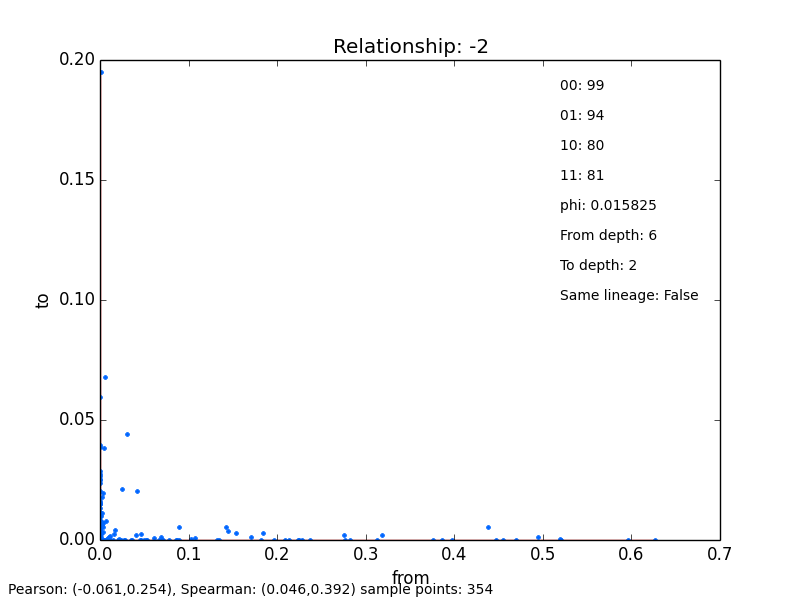 Relationship: -2
0.20
0.15
0.10
0.05
0.00
to
00: 99
01: 94
10: 80
11: 81
phi: 0.015825
From depth: 6
To depth: 2
Same lineage: False
0.0 0.1 0.2 0.3 0.4 0.5 0.6 0.7
from
Pearson: (-0.061,0.254), Spearman: (0.046,0.392) sample points: 354